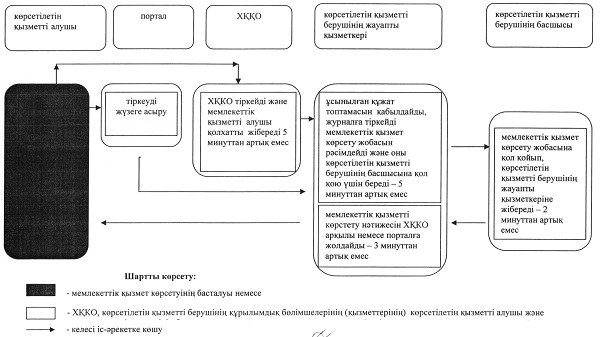 көрсетілетін
қызметті алушы
портал
ХҚКО
көрсетілетін қызметті
берушінің жауапты
қызметкері
көрсетілетін қызметті
берушінің басшысы
тіркеуді
жүзеге асыру
ХҚКО тіркейді және
мемлекеттік
қызметті алушы
қолхатты жібереді 5
минуттан артық емес
ұсынылған құжат
топтамасын қабылдайды,
журналға тіркейді
мемлекеттік қызмет
көрсету жобасын
рәсімдейді және оны
көрсетілетін қызметті
берушінің басшысына қол
қою үшін береді – 5
минуттан артық емес
мемлекеттік қызметті
көрстету нәтижесін ХҚКО
арқылы немесе порталға
жолдайды – 3 минуттан
артық емес
мемлекеттік қызмет
көрсету жобасына
қол қойып,
көрсетілетін
қызметті берушінің
жауапты
қызметкеріне
жібереді – 2
минуттан артық
емес
Шартты көрсету:
- мемлекеттік қызмет көрсетуінің басталуы немесе
- ХҚКО, көрсетілетін қызметті берушінің құрылымдық бөлімшелерінің (қызметтерінің) көрсетілетін қызметті алушы және
- келесі іс-әрекетке көшу